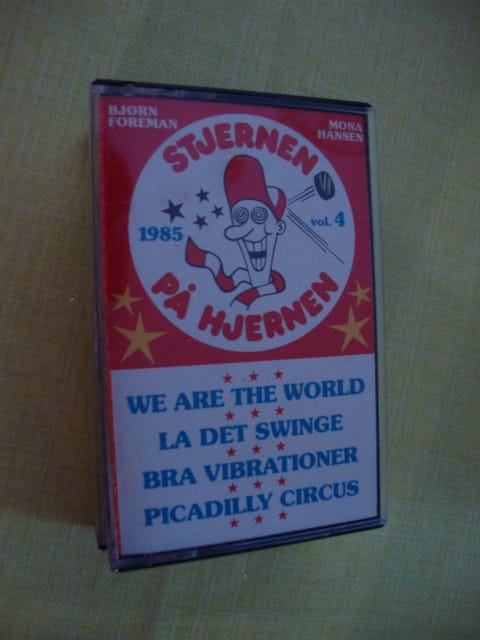 BJØRN
FOREMAN
MONA
HANSEN
STJERNEN
1985
vol. 4
PÅ HJERNEN
WE ARE THE WORLD
LA DET SWINGE
BRA VIBRATIONER
PICADILLY CIRCUS